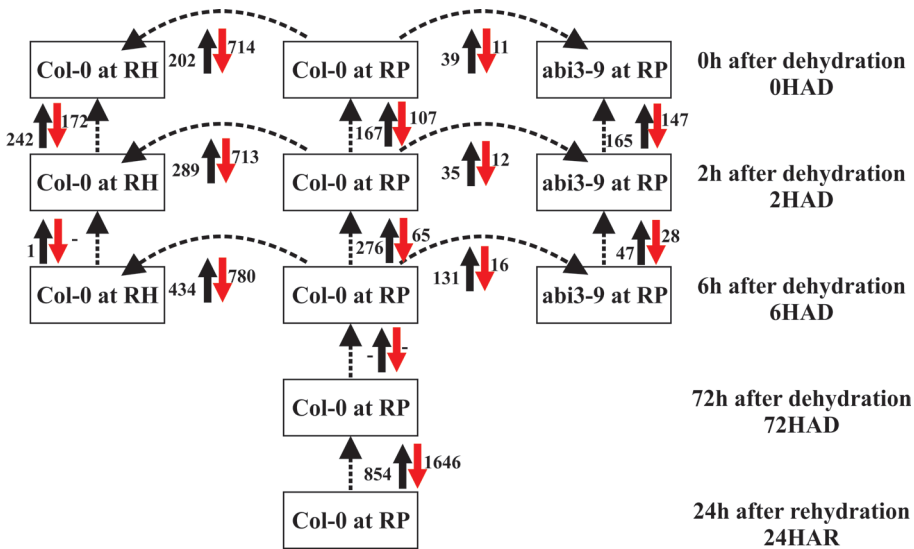 202
714
39
11
Col-0 at RH
Col-0 at RP
abi3-9 at RP
0h after dehydration
0HAD
242
172
167
107
165
147
289
713
35
12
Col-0 at RH
Col-0 at RP
abi3-9 at RP
2h after dehydration
2HAD
1
-
276
65
47
28
434
780
131
16
Col-0 at RH
Col-0 at RP
abi3-9 at RP
6h after dehydration
6HAD
-
-
Col-0 at RP
72h after dehydration
72HAD
854
1646
Col-0 at RP
24h after rehydration
24HAR